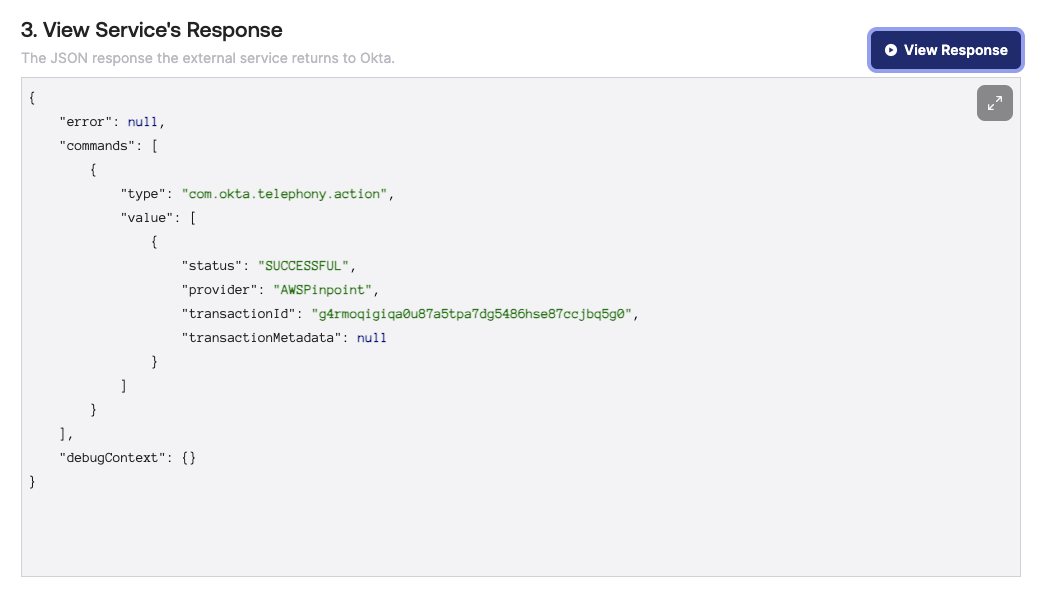 3. View Service's Response
The JSON response the external service returns to Okta.
View Response
{
    "error": null,
    "commands": [
        {
            "type": "com.okta.telephony.action",
            "value": [
                {
                    "status": "SUCCESSFUL",
                    "provider": "AWSPinpoint",
                    "transactionId": "g4rmoqigiqa0u87a5tpa7dg5486hse87ccjbq5g0",
                    "transactionMetadata": null
                }
            ]
        }
    ],
    "debugContext": {}
}